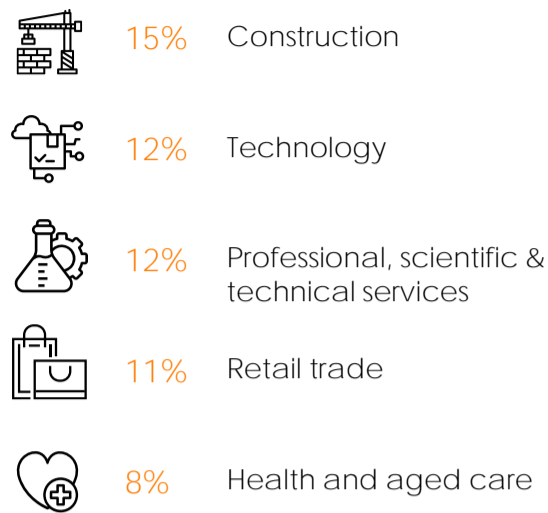 15% Construction
12% Technology
12% Professional, scientific &
technical services
11% Retail trade
8% Health and aged care